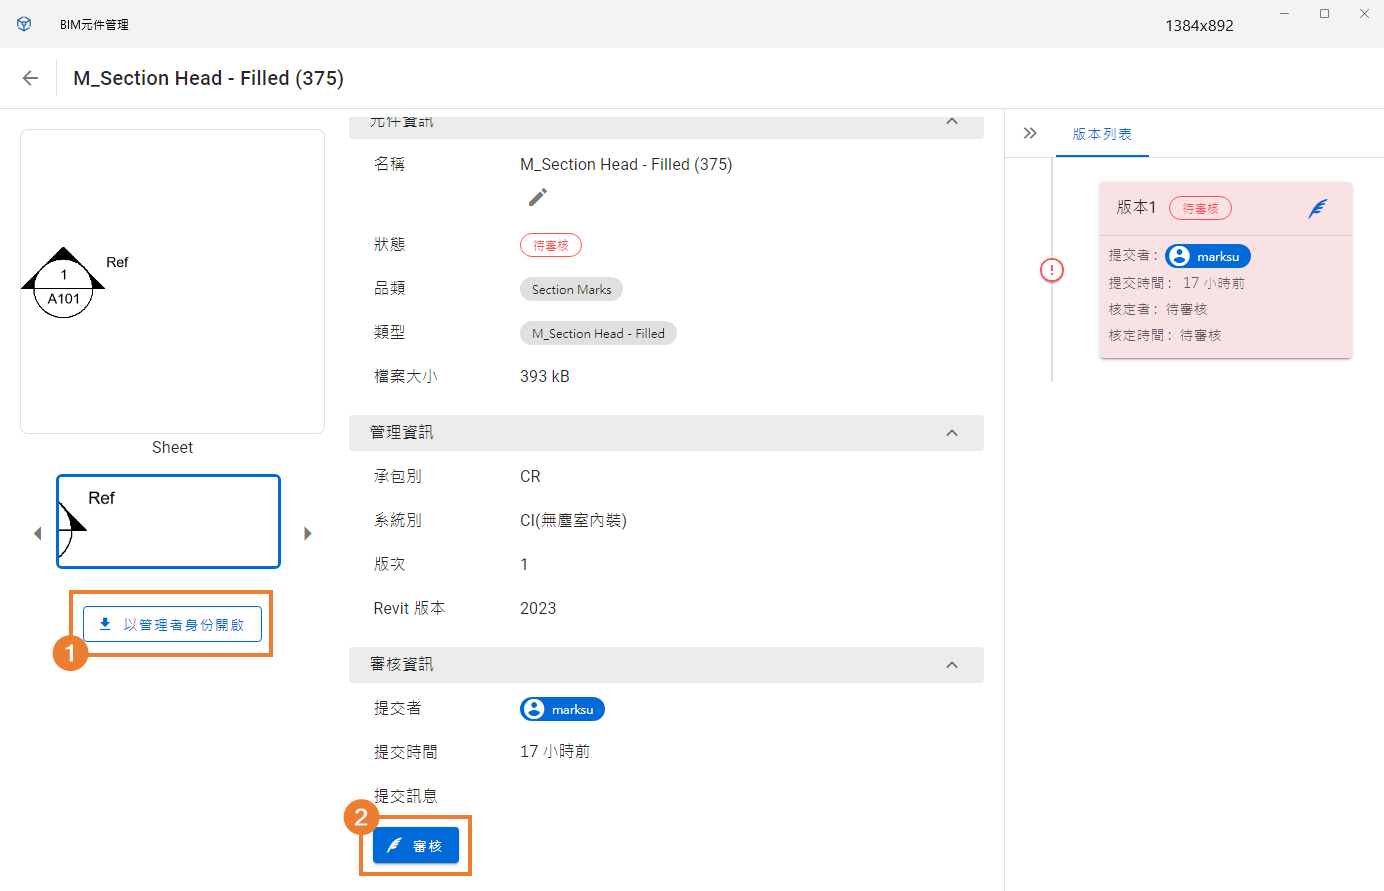 BIM元件管理
1384x892
M_Section Head - Filled (375)
1
A101
Ref
Sheet
Ref
以管理者身份開啟
1
元件資訊
名稱
M_Section Head - Filled (375)
狀態
待審核
品類
Section Marks
類型
M_Section Head - Filled
檔案大小
393 kB
管理資訊
承包別
CR
系統別
CI(無塵室內裝)
版次
1
Revit 版本
2023
審核資訊
提交者
marksu
提交時間
17 小時前
提交訊息
2
審核
版本列表
版本1
待審核
提交者：
marksu
提交時間： 17 小時前
核定者：待審核
核定時間：待審核